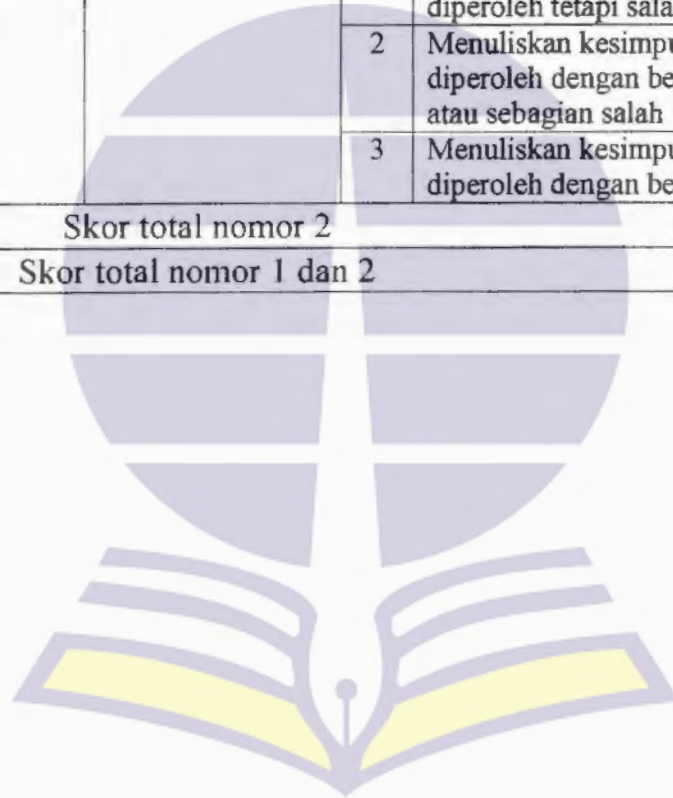 diperoleh tetapi sala
2 Menuliskan kesimpu
diperoleh dengan be
atau sebagian salah
3 Menuliskan kesimpu
diperoleh dengan be
Skor total nomor 2
Skor total nomor 1 dan 2